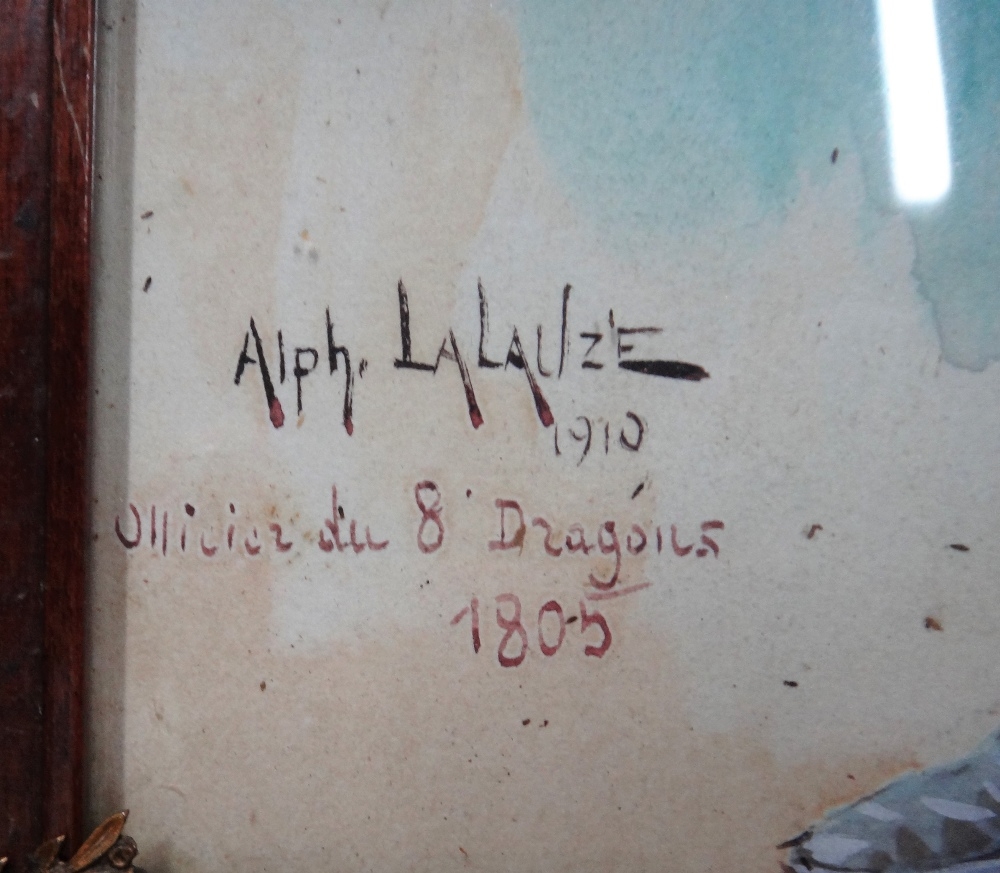 Alph. LALAUZE
1910
Officier du 8e Dragons
1805